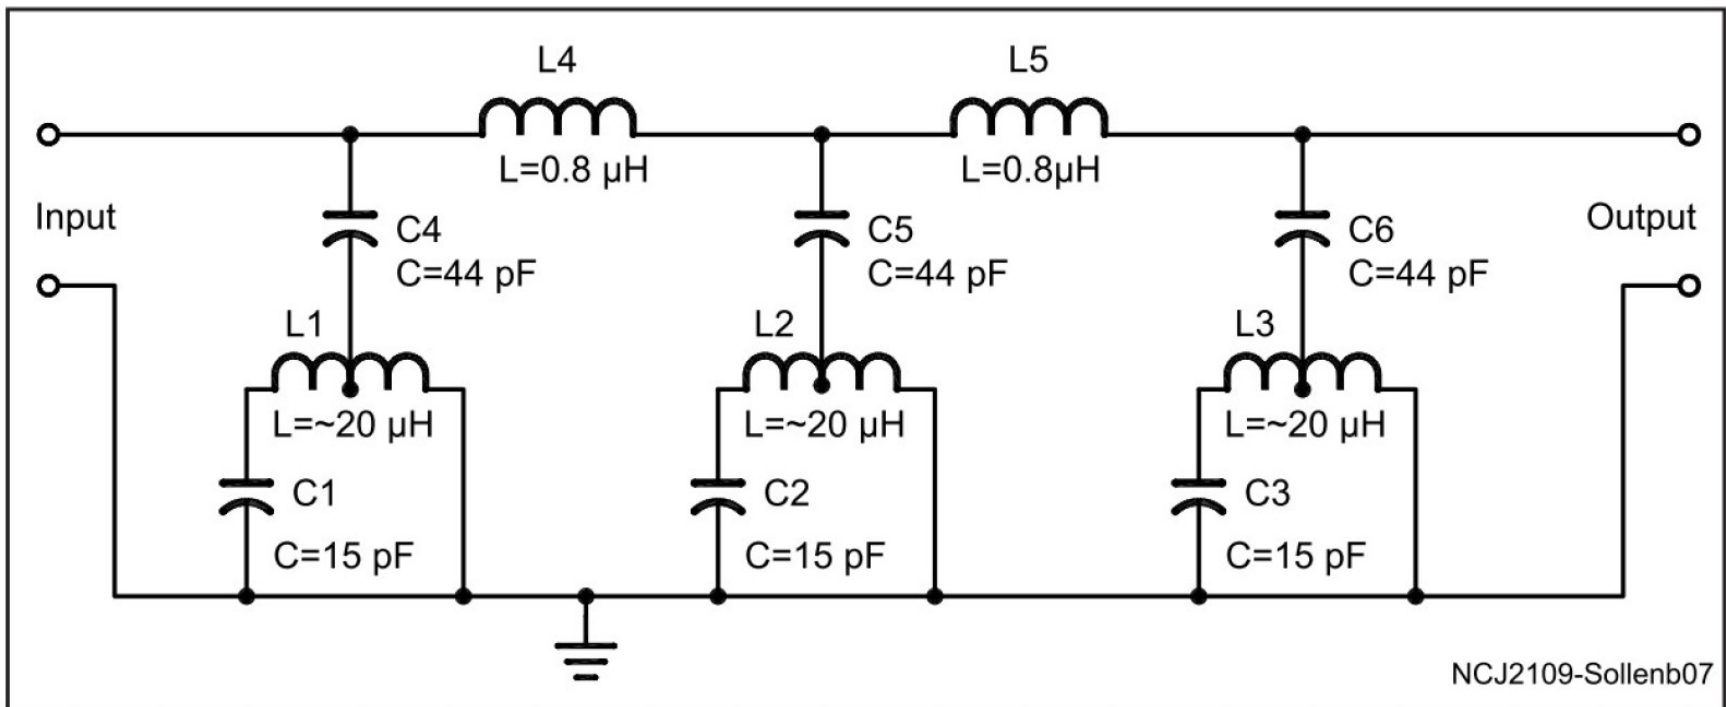 L4
L5
L=0.8 µH
L=0.8µH
Input
Output
C4
C=44 pF
C5
C=44 pF
C6
C=44 pF
L1
L2
L3
L=~20 µH
L=~20 µH
L=~20 µH
C1
C=15 pF
C2
C=15 pF
C3
C=15 pF
NCJ2109-Sollenb07